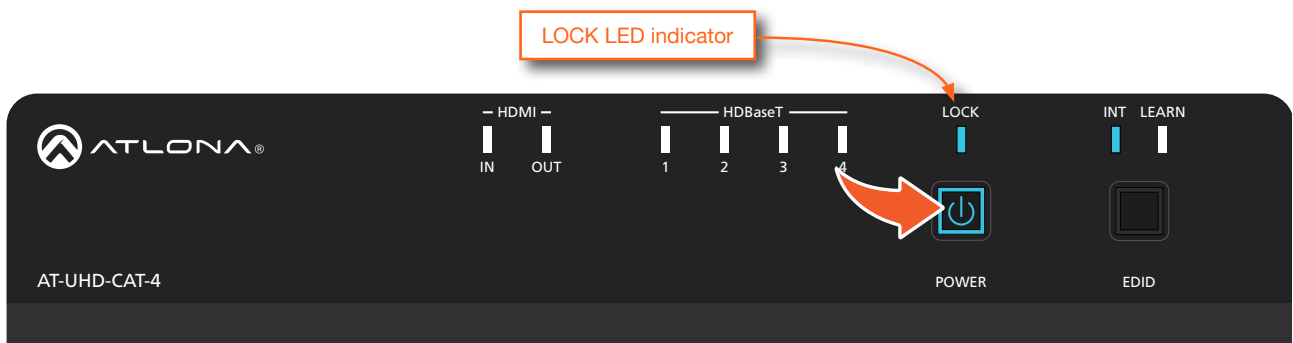 LOCK LED indicator
HDMI
HDBaseT
LOCK
INT LEARN
ATLONA®
IN OUT
1 2 3 4
AT-UHD-CAT-4
POWER
EDID